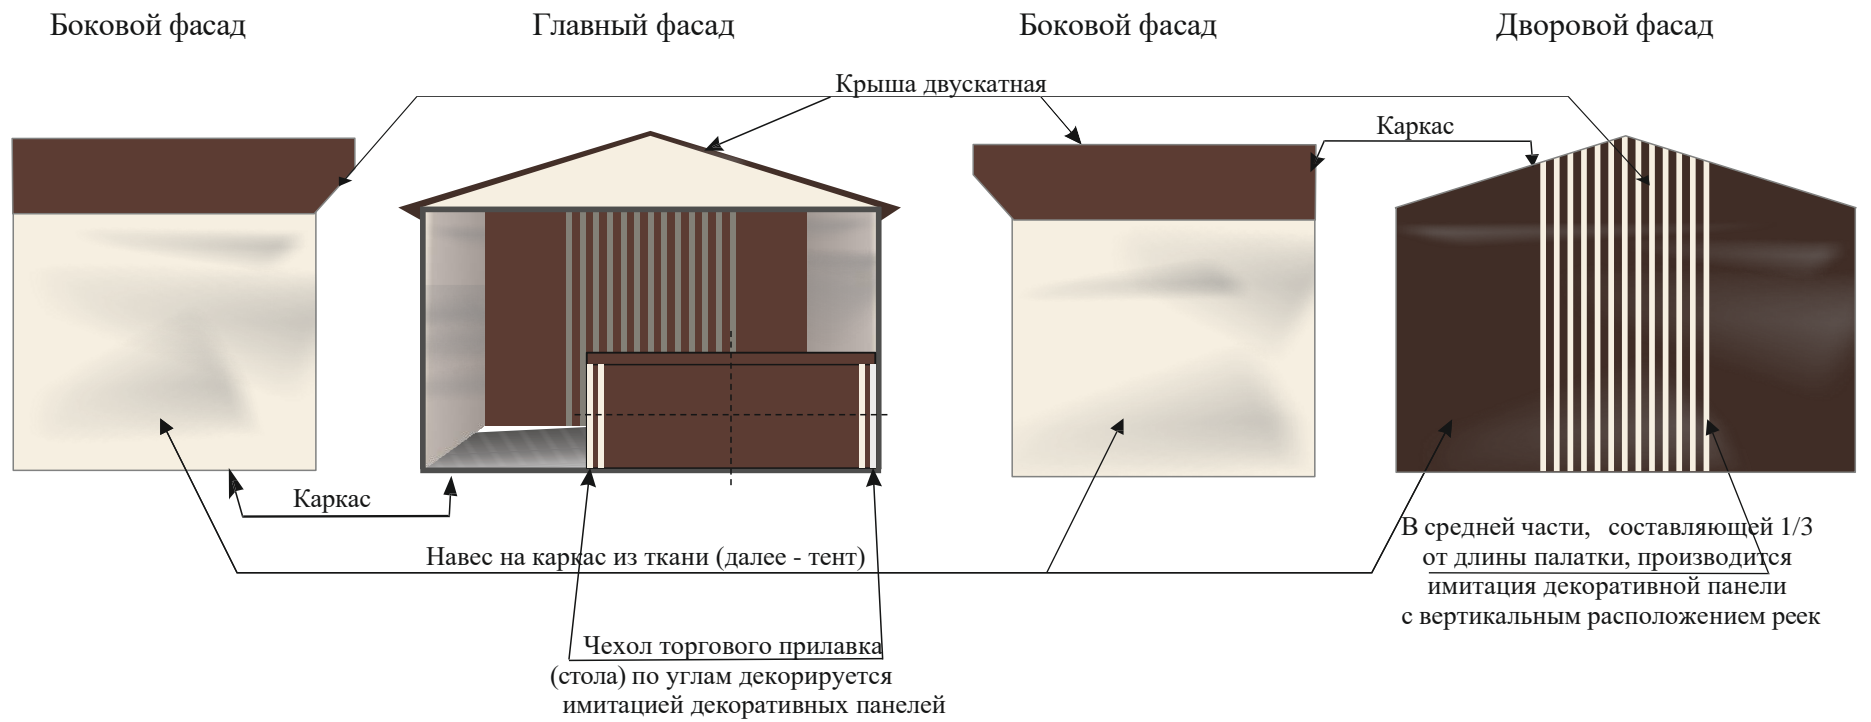 Боковой фасад
Главный фасад
Боковой фасад
Дворовой фасад
Крыша двускатная
Каркас
Каркас
Навес на каркас из ткани (далее - тент)
В средней части, составляющей 1/3
от длины палатки, производится
имитация декоративной панели
с вертикальным расположением реек
Чехол торгового прилавка
(стола) по углам декорируется
имитацией декоративных панелей